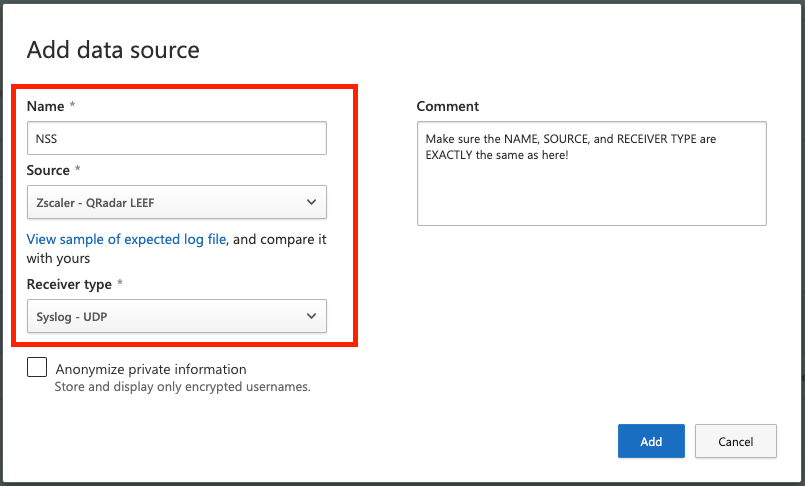 Add data source
Name *
NSS
Source *
Zscaler - QRadar LEEF
View sample of expected log file, and compare it
with yours
Receiver type *
Syslog - UDP
Anonymize private information
Store and display only encrypted usernames.
Comment
Make sure the NAME, SOURCE, and RECEIVER TYPE are
EXACTLY the same as here!
Add
Cancel